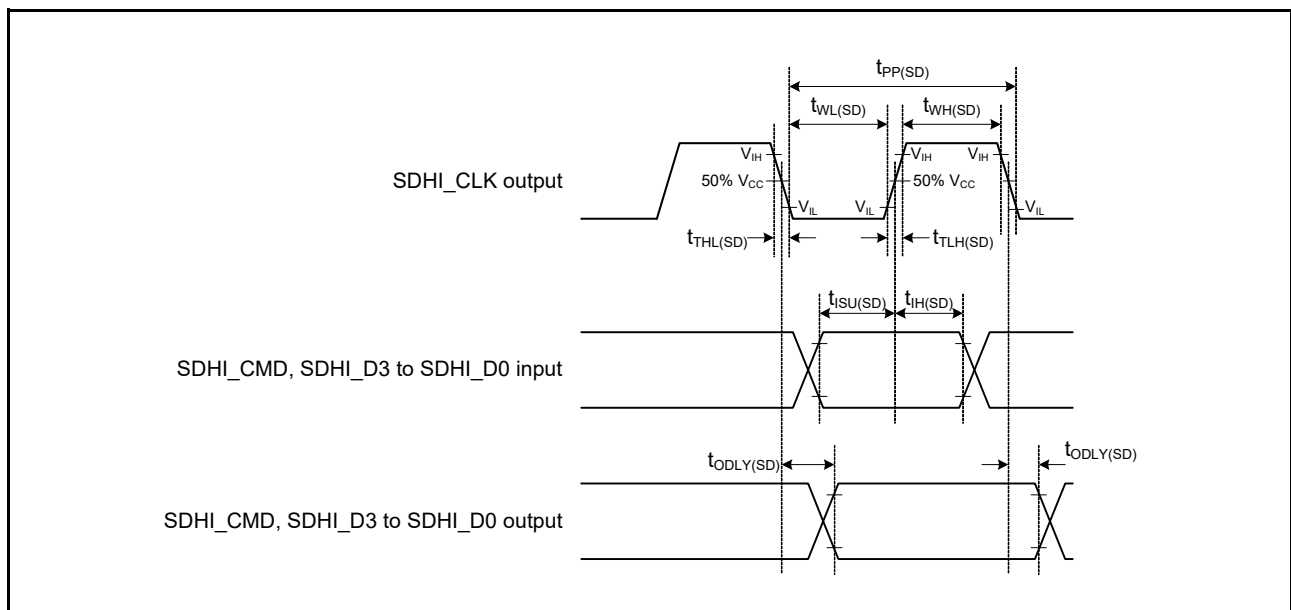 tPP(SD)
tWL(SD) tWH(SD)
SDHI_CLK output
VIH VIH VIH
50% VCC 50% VCC
VIL VIL VIL
tTHL(SD) tTLH(SD)
tISU(SD) tIH(SD)
SDHI_CMD, SDHI_D3 to SDHI_D0 input
tODLY(SD) tODLY(SD)
SDHI_CMD, SDHI_D3 to SDHI_D0 output